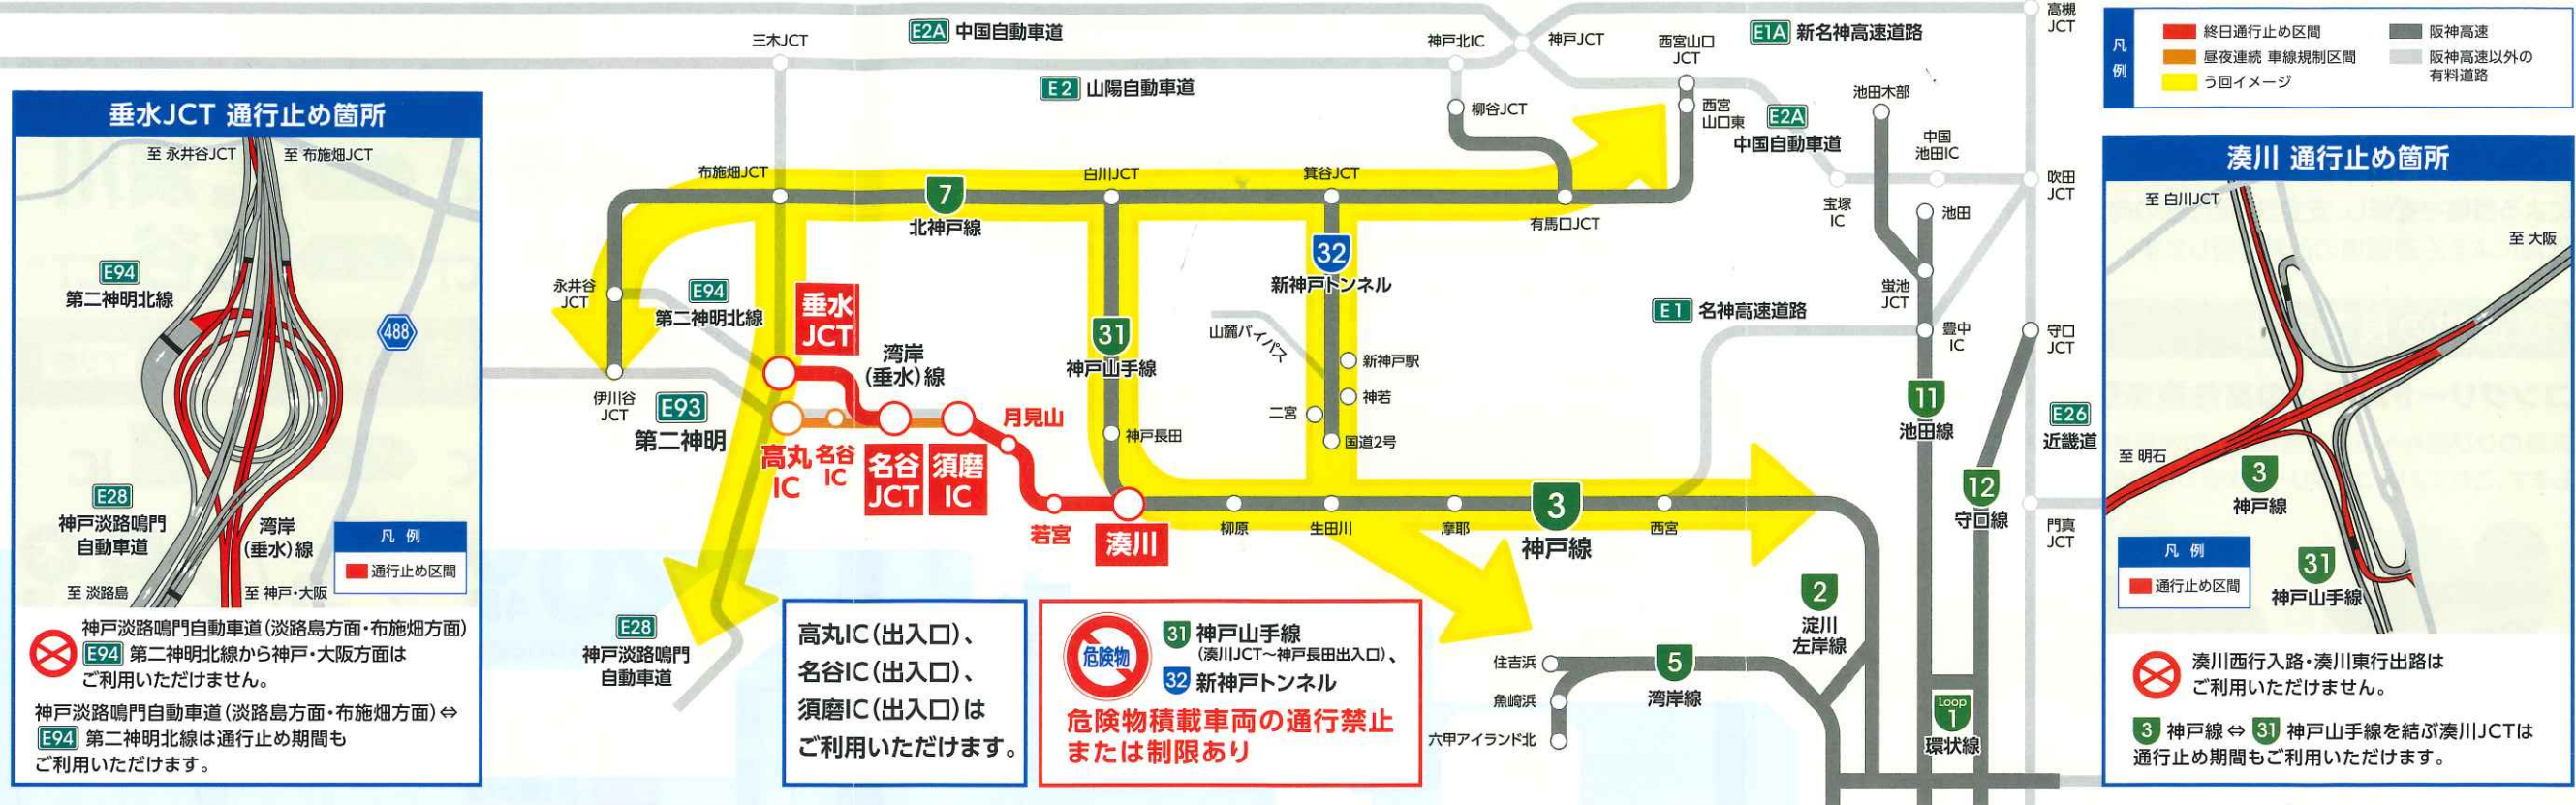 E2A 中国自動車道
三木JCT
E2 山陽自動車道
神戸北IC
神戸JCT
西宮山口
JCT
E1A 新名神高速道路
高槻
JCT
凡
例
終日通行止め区間
昼夜連続 車線規制区間
う回イメージ
阪神高速
阪神高速以外の
有料道路
柳谷JCT
西宮
山口東
E2A
中国自動車道
池田木部
中国
池田IC
宝塚
IC
吹田
JCT
垂水JCT 通行止め箇所
至 永井谷JCT
至 布施畑JCT
E94
第二神明北線
488
E28
神戸淡路鳴門
自動車道
湾岸
(垂水)線
凡 例
通行止め区間
至 淡路島
至 神戸・大阪
神戸淡路鳴門自動車道(淡路島方面・布施畑方面)
E94 第二神明北線から神戸・大阪方面は
ご利用いただけません。
神戸淡路鳴門自動車道(淡路島方面・布施畑方面)⇔
E94 第二神明北線は通行止め期間も
ご利用いただけます。
布施畑JCT
7
北神戸線
白川JCT
箕谷JCT
有馬口JCT
32
新神戸トンネル
永井谷
JCT
E94
第二神明北線
垂水
JCT
湾岸
(垂水)線
31
神戸山手線
山麓バイパス
新神戸駅
神若
二宮
国道2号
伊川谷
JCT
E93
第二神明
高丸
IC
名谷
IC
名谷
JCT
須磨
IC
月見山
若宮
湊川
神戸長田
柳原
生田川
摩耶
3
神戸線
西宮
E1 名神高速道路
池田
蛍池
JCT
豊中
IC
守口
JCT
11
池田線
E26
近畿道
12
守口線
門真
JCT
2
淀川
左岸線
Loop
1
環状線
5
湾岸線
住吉浜
魚崎浜
六甲アイランド北
E28
神戸淡路鳴門
自動車道
高丸IC(出入口)、
名谷IC(出入口)、
須磨IC(出入口)は
ご利用いただけます。
危険物
31 神戸山手線
(湊川JCT～神戸長田出入口)、
32 新神戸トンネル
危険物積載車両の通行禁止
または制限あり
湊川 通行止め箇所
至 白川JCT
至 大阪
至 明石
3
神戸線
凡 例
通行止め区間
31
神戸山手線
湊川西行入路・湊川東行出路は
ご利用いただけません。
3 神戸線⇔31 神戸山手線を結ぶ湊川JCTは
通行止め期間もご利用いただけます。